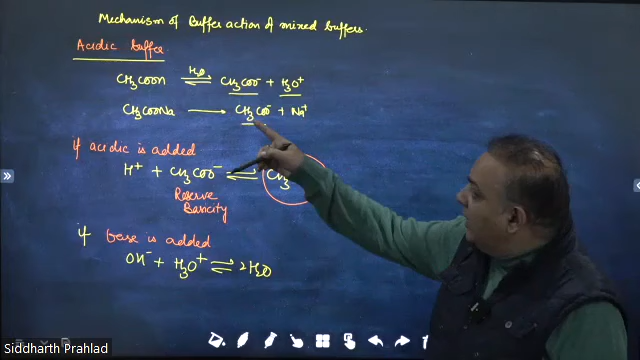 Mechanism of Buffer action of mixed buffers.
Acidic buffer
CH3COOH ⇌ H2O CH3COO⁻ + H3O⁺
CH3COONa ⟶ CH3COO⁻ + Na⁺
if acidic is added
H⁺ + CH3COO⁻ ⇌ CH3
Reserve
Basicity
if base is added
OH⁻ + H3O⁺ ⇌ 2H2O
Siddharth Prahlad